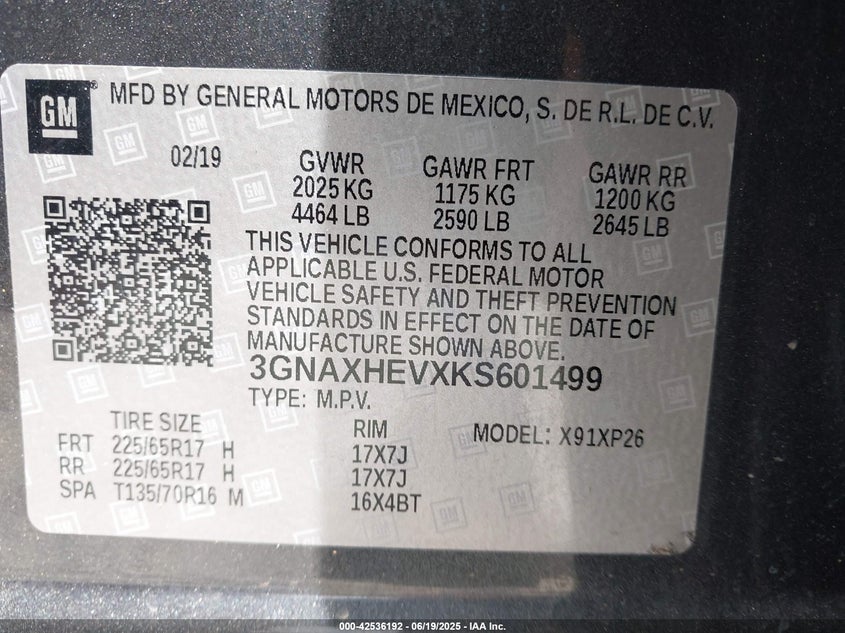 GM
MFD BY GENERAL MOTORS DE MEXICO, S. DE R.L. DE C.V.
02/19 GVWR GAWR FRT GAWR RR
2025 KG 1175 KG 1200 KG
4464 LB 2590 LB 2645 LB
THIS VEHICLE CONFORMS TO ALL
APPLICABLE U.S. FEDERAL MOTOR
VEHICLE SAFETY AND THEFT PREVENTION
STANDARDS IN EFFECT ON THE DATE OF
MANUFACTURE SHOWN ABOVE.
3GNAXHEVXKS601499
TYPE: M.P.V.
TIRE SIZE RIM MODEL: X91XP26
FRT 225/65R17 H 17X7J
RR 225/65R17 H 17X7J
SPA T135/70R16 M 16X4BT
000-42536192 - 06/19/2025 - IAA Inc.